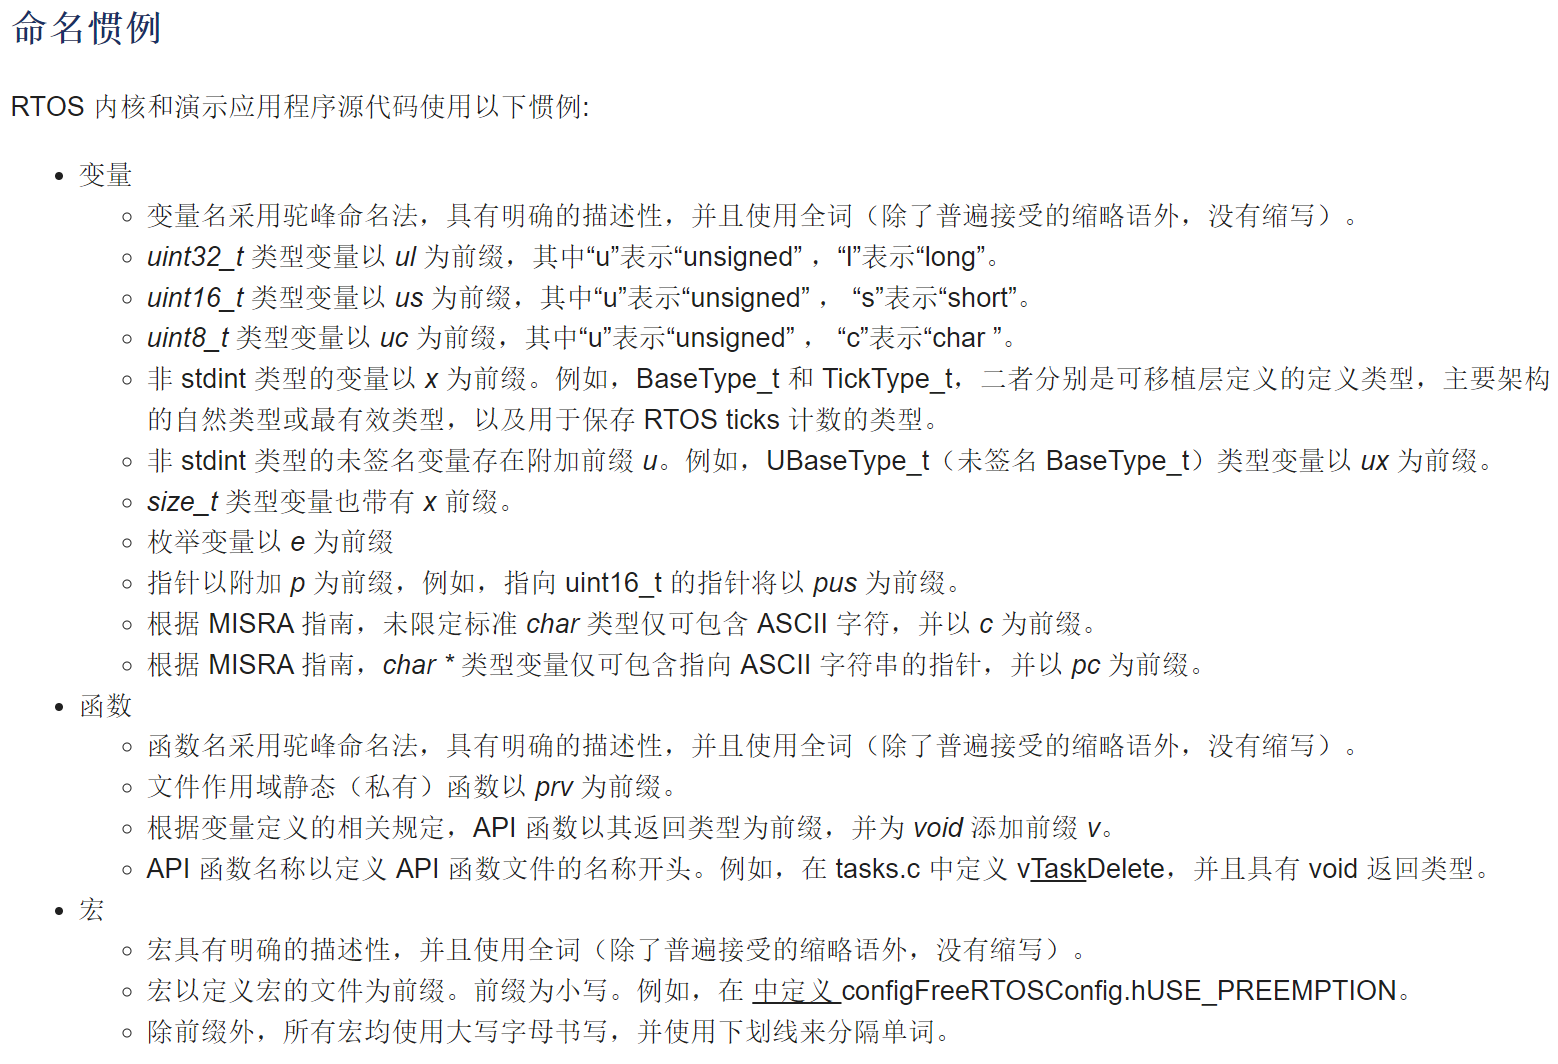 命名惯例
RTOS 内核和演示应用程序源代码使用以下惯例:
• 变量
◦ 变量名采用驼峰命名法，具有明确的描述性，并且使用全词（除了普遍接受的缩略语外，没有缩写）。
◦ uint32_t 类型变量以 ul 为前缀，其中“u”表示“unsigned” ，“l”表示“long”。
◦ uint16_t 类型变量以 us 为前缀，其中“u”表示“unsigned” ， “s”表示“short”。
◦ uint8_t 类型变量以 uc 为前缀，其中“u”表示“unsigned” ， “c”表示“char ”。
◦ 非 stdint 类型的变量以 x 为前缀。例如，BaseType_t 和 TickType_t，二者分别是可移植层定义的定义类型，主要架构
的自然类型或最有效类型，以及用于保存 RTOS ticks 计数的类型。
◦ 非 stdint 类型的未签名变量存在附加前缀 u。例如，UBaseType_t（未签名 BaseType_t）类型变量以 ux 为前缀。
◦ size_t 类型变量也带有 x 前缀。
◦ 枚举变量以 e 为前缀
◦ 指针以附加 p 为前缀，例如，指向 uint16_t 的指针将以 pus 为前缀。
◦ 根据 MISRA 指南，未限定标准 char 类型仅可包含 ASCII 字符，并以 c 为前缀。
◦ 根据 MISRA 指南，char * 类型变量仅可包含指向 ASCII 字符串的指针，并以 pc 为前缀。
• 函数
◦ 函数名采用驼峰命名法，具有明确的描述性，并且使用全词（除了普遍接受的缩略语外，没有缩写）。
◦ 文件作用域静态（私有）函数以 prv 为前缀。
◦ 根据变量定义的相关规定，API 函数以其返回类型为前缀，并为 void 添加前缀 v。
◦ API 函数名称以定义 API 函数文件的名称开头。例如，在 tasks.c 中定义 vTaskDelete，并且具有 void 返回类型。
• 宏
◦ 宏具有明确的描述性，并且使用全词（除了普遍接受的缩略语外，没有缩写）。
◦ 宏以定义宏的文件为前缀。前缀为小写。例如，在 中定义 configFreeRTOSConfig.hUSE_PREEMPTION。
◦ 除前缀外，所有宏均使用大写字母书写，并使用下划线来分隔单词。